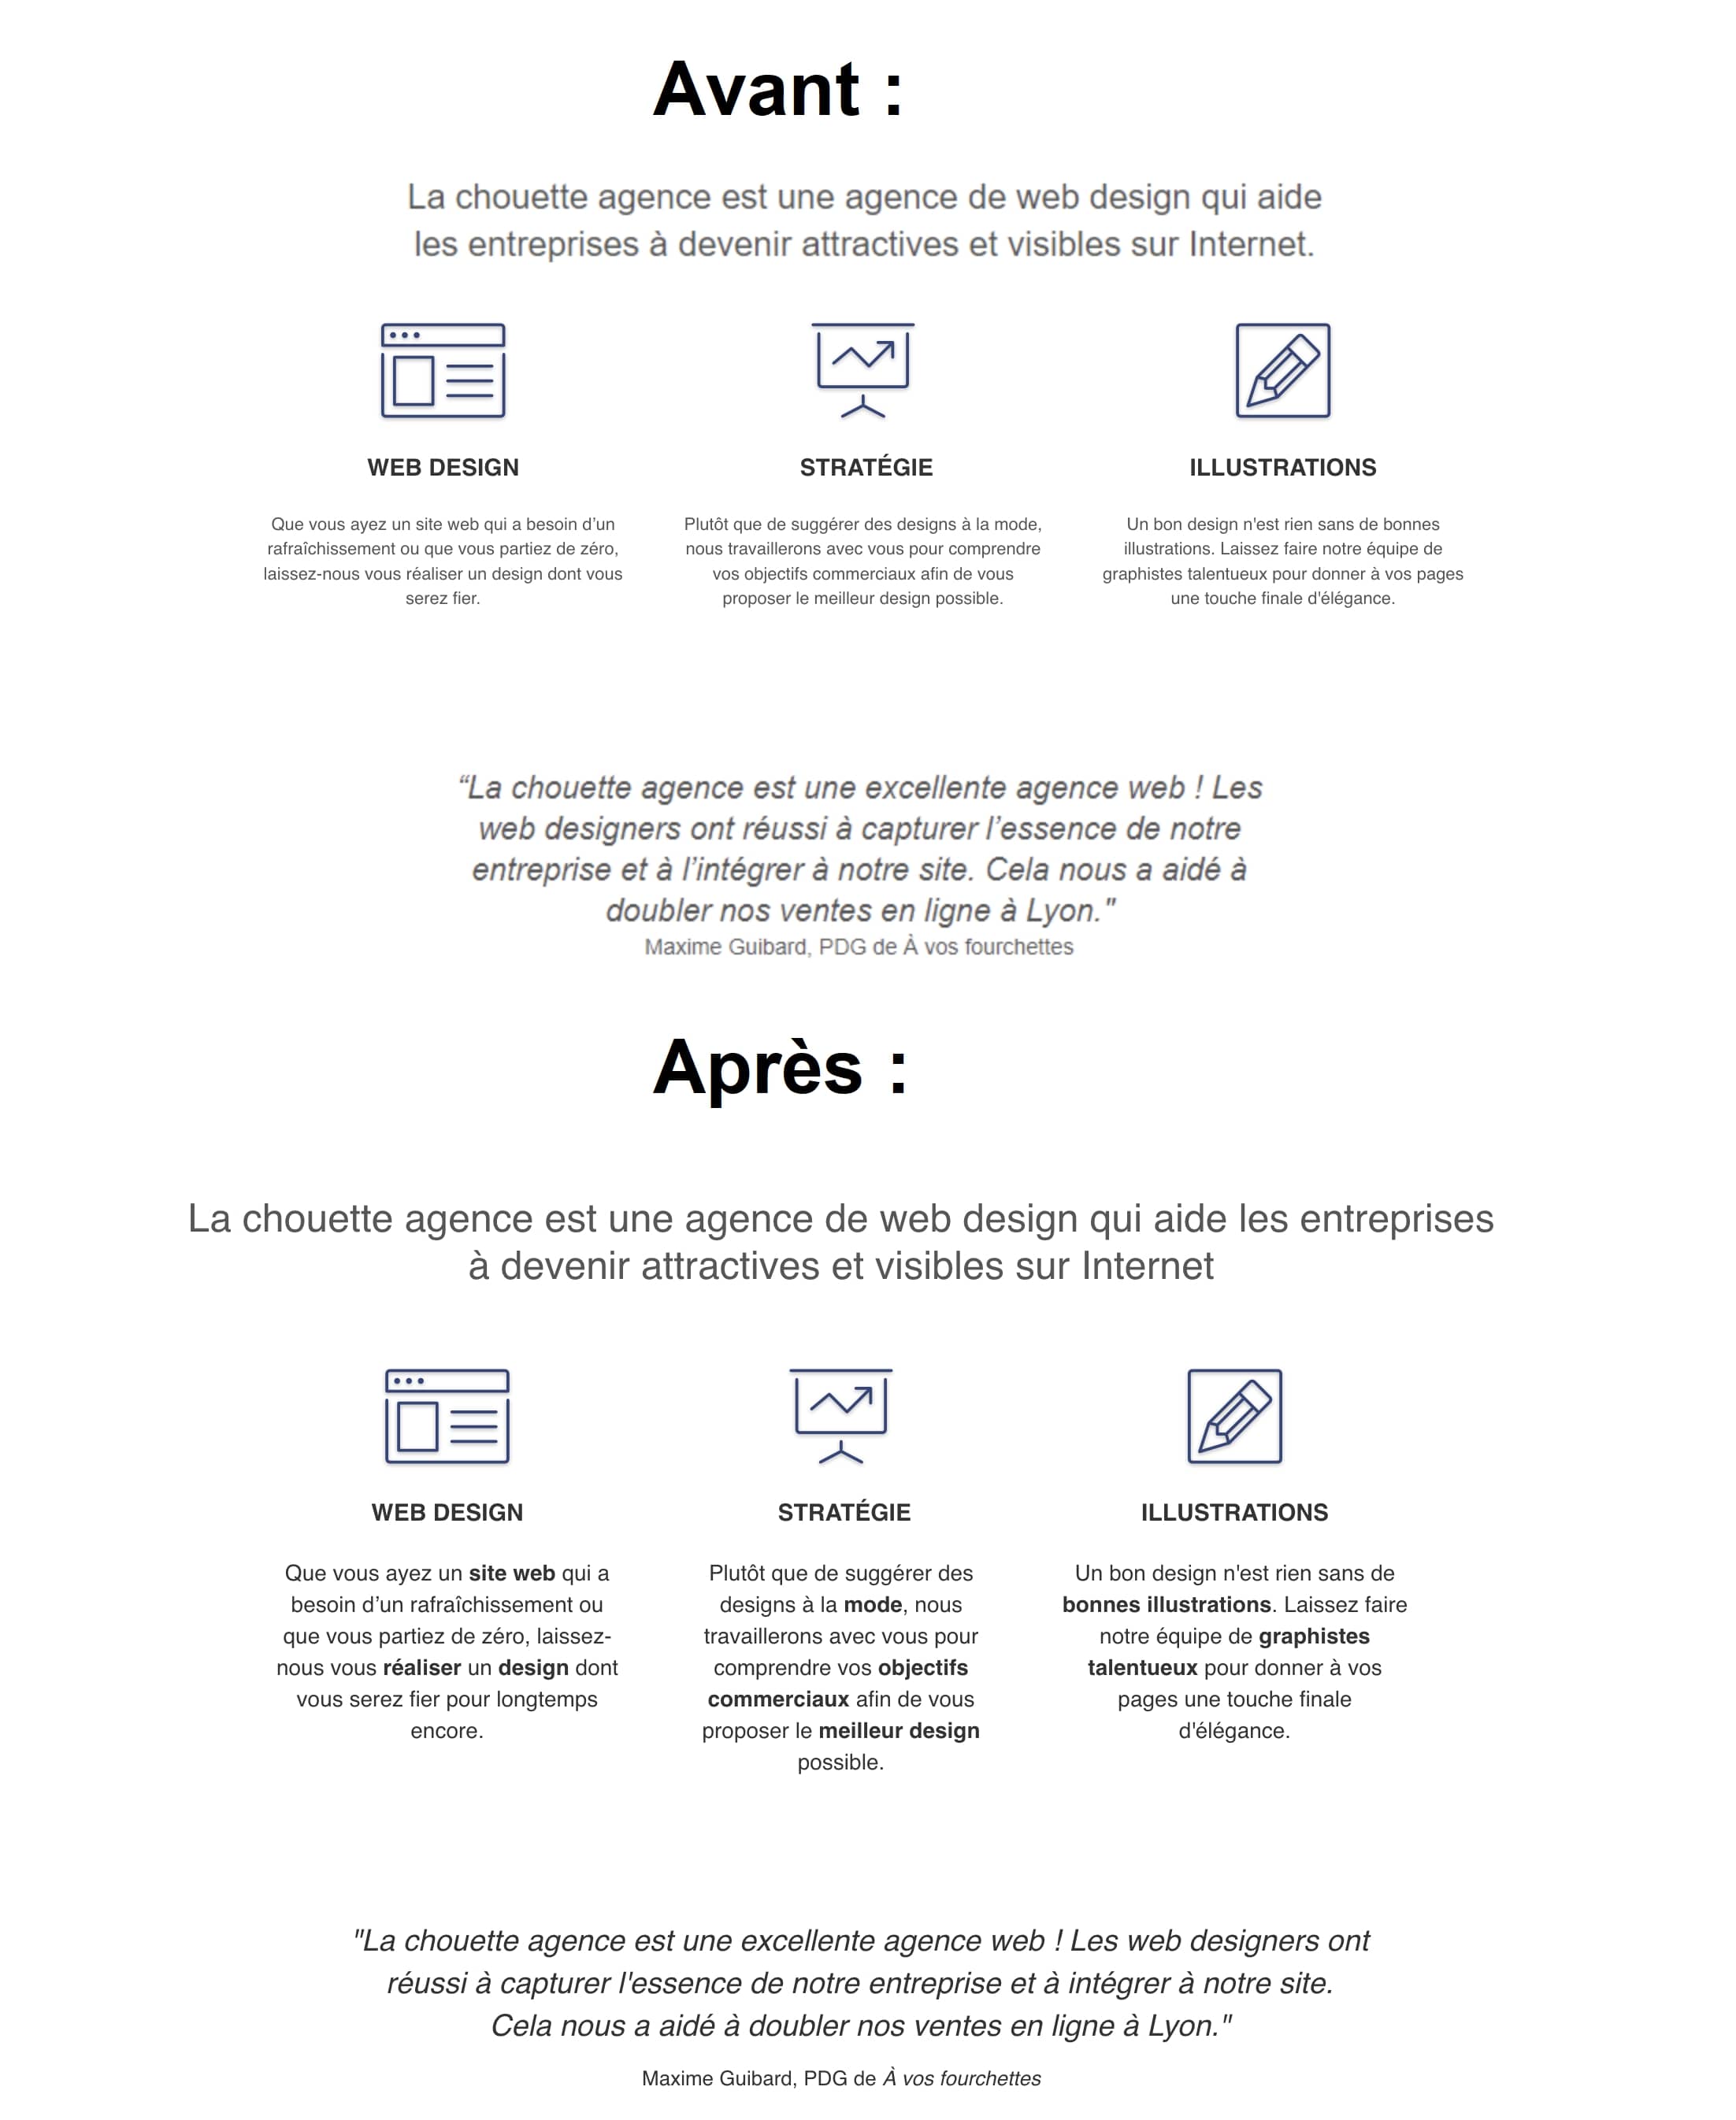 Avant :
La chouette agence est une agence de web design qui aide
les entreprises à devenir attractives et visibles sur Internet.
WEB DESIGN
Que vous ayez un site web qui a besoin d’un
rafraîchissement ou que vous partiez de zéro,
laissez-nous vous réaliser un design dont vous
serez fier.
STRATÉGIE
Plutôt que de suggérer des designs à la mode,
nous travaillerons avec vous pour comprendre
vos objectifs commerciaux afin de vous
proposer le meilleur design possible.
ILLUSTRATIONS
Un bon design n'est rien sans de bonnes
illustrations. Laissez faire notre équipe de
graphistes talentueux pour donner à vos pages
une touche finale d'élégance.
“La chouette agence est une excellente agence web ! Les
web designers ont réussi à capturer l’essence de notre
entreprise et à l’intégrer à notre site. Cela nous a aidé à
doubler nos ventes en ligne à Lyon."
Maxime Guibard, PDG de À vos fourchettes
Après :
La chouette agence est une agence de web design qui aide les entreprises
à devenir attractives et visibles sur Internet
WEB DESIGN
Que vous ayez un site web qui a
besoin d’un rafraîchissement ou
que vous partiez de zéro, laissez-
nous vous réaliser un design dont
vous serez fier pour longtemps
encore.
STRATÉGIE
Plutôt que de suggérer des
designs à la mode, nous
travaillerons avec vous pour
comprendre vos objectifs
commerciaux afin de vous
proposer le meilleur design
possible.
ILLUSTRATIONS
Un bon design n'est rien sans de
bonnes illustrations. Laissez faire
notre équipe de graphistes
talentueux pour donner à vos
pages une touche finale
d'élégance.
"La chouette agence est une excellente agence web ! Les web designers ont
réussi à capturer l'essence de notre entreprise et à intégrer à notre site.
Cela nous a aidé à doubler nos ventes en ligne à Lyon."
Maxime Guibard, PDG de À vos fourchettes